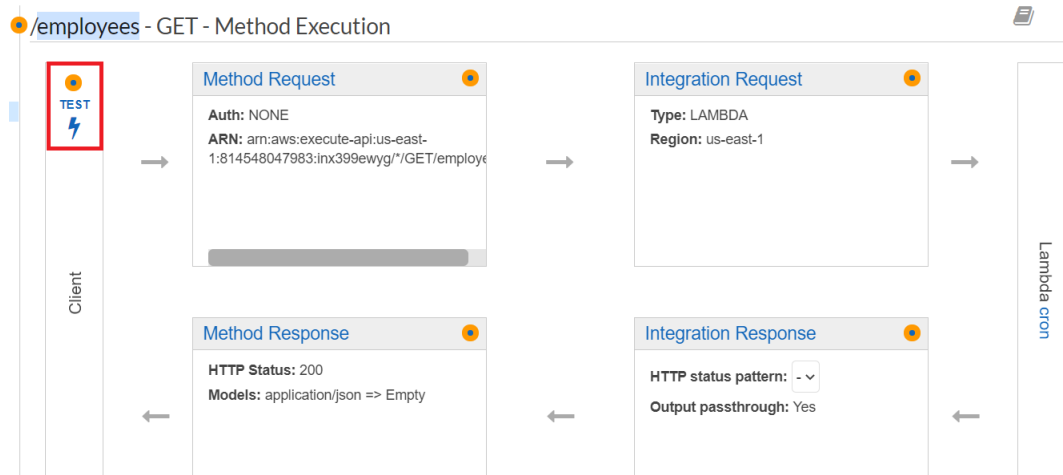 /employees - GET - Method Execution
TEST
Client
Method Request
Auth: NONE
ARN: arn:aws:execute-api:us-east-
1:814548047983:inx399ewyg/*/GET/employe
Integration Request
Type: LAMBDA
Region: us-east-1
Lambda cron
Method Response
HTTP Status: 200
Models: application/json => Empty
Integration Response
HTTP status pattern: -
Output passthrough: Yes